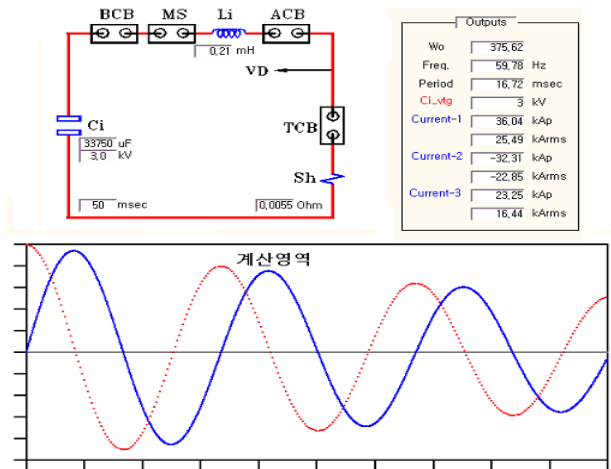 BCB MS Li ACB
0,21 mH
VD
Ci
33750 uF
3,0 kV
TCB
Sh
50 msec
0,0055 Ohm
Outputs
Wo 375,62
Freq, 59,78 Hz
Period 16,72 msec
Ci_vtg 3 kV
Current-1 36,04 kAp
25,49 kArms
Current-2 -32,31 kAp
-22,85 kArms
Current-3 23,25 kAp
16,44 kArms
계산영역